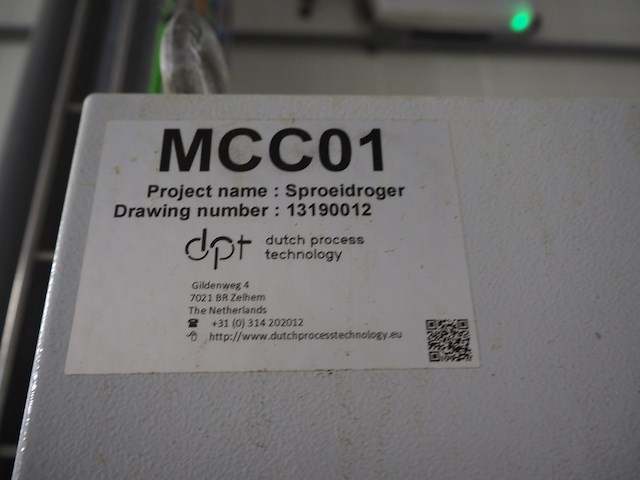 MCC01
Project name : Sproeidroger
Drawing number : 13190012
dpt dutch process
technology
Gildenweg 4
7021 BR Zelhem
The Netherlands
☎ +31 (0) 314 202012
http://www.dutchprocesstechnology.eu